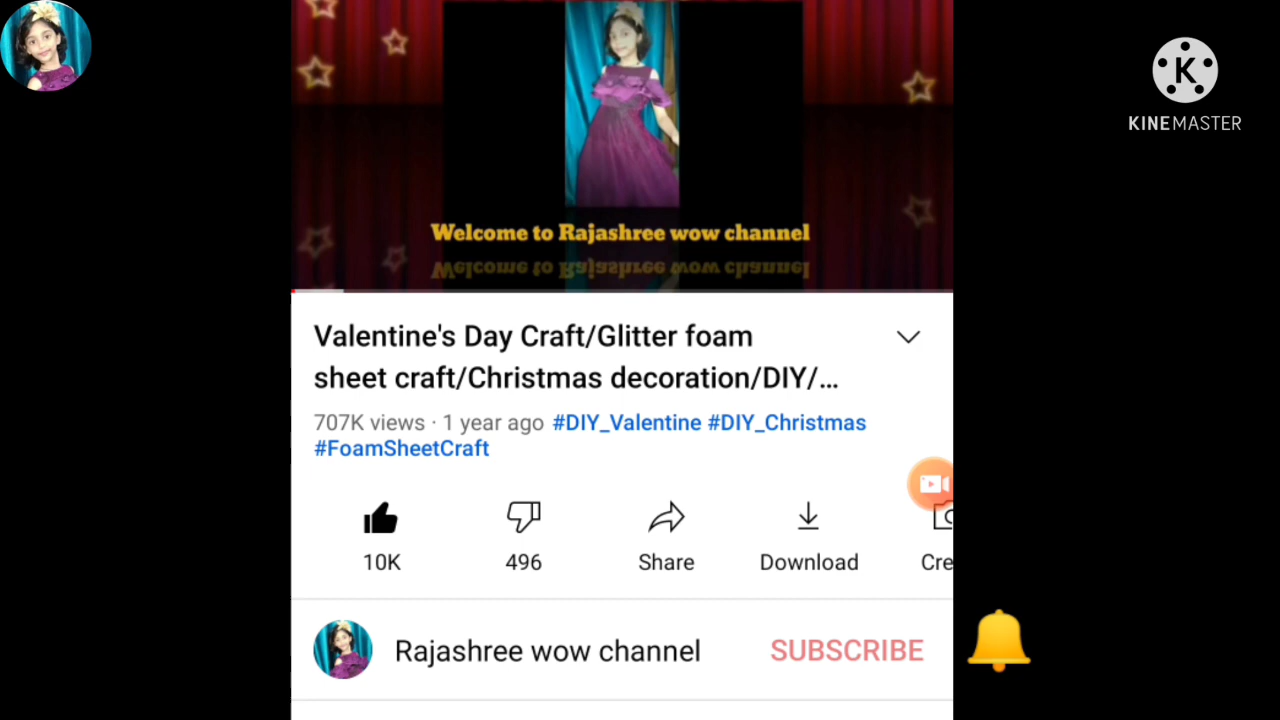 KINEMASTER
Welcome to Rajashree wow channel
Valentine's Day Craft/Glitter foam
sheet craft/Christmas decoration/DIY/...
707K views · 1 year ago #DIY_Valentine #DIY_Christmas
#FoamSheetCraft
10K
496
Share
Download
Cre
Rajashree wow channel
SUBSCRIBE